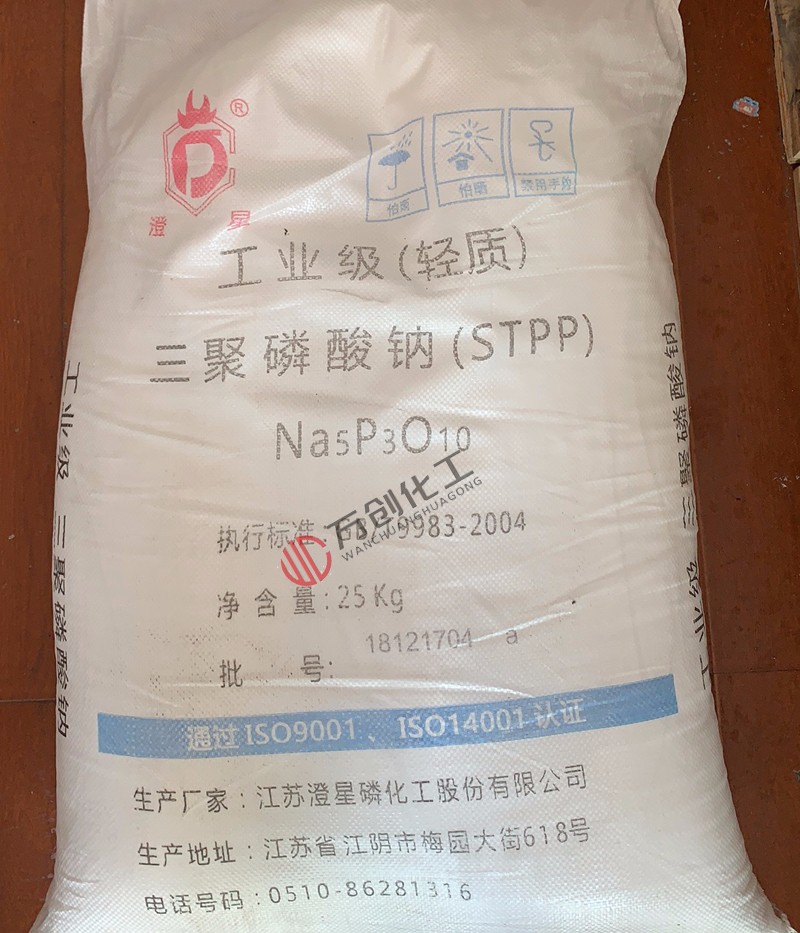 ®
澄 星
怕雨 怕晒 禁用手钩
工业级(轻质)
三聚磷酸钠(STPP)
Na5P3O10
万创化工
WANCHUANGHUAGONG
执行标准: 9983-2004
净含量:25Kg
批 号: 18121704 a
通过ISO9001、ISO14001认证
生产厂家:江苏澄星磷化工股份有限公司
生产地址:江苏省江阴市梅园大街618号
电话号码:0510-86281316
工业级 三聚磷酸钠
工业级 三聚磷酸钠